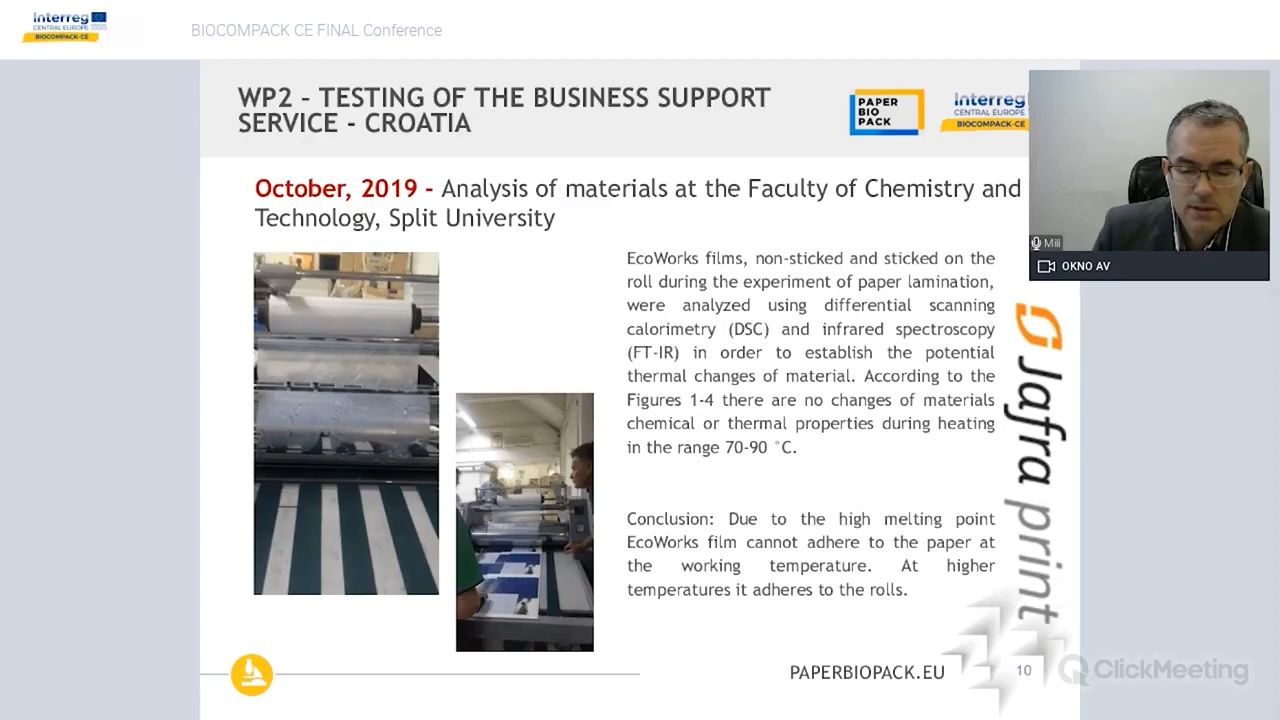 Interreg
CENTRAL EUROPE
BIOCOMPACK-CE
BIOCOMPACK CE FINAL Conference
WP2 – TESTING OF THE BUSINESS SUPPORT
SERVICE - CROATIA
PAPER
BIO
PACK
Interreg
CENTRAL EUROPE
BIOCOMPACK-CE
Mili
OKNO AV
October, 2019 - Analysis of materials at the Faculty of Chemistry and
Technology, Split University
EcoWorks films, non-sticked and sticked on the
roll during the experiment of paper lamination,
were analyzed using differential scanning
calorimetry (DSC) and infrared spectroscopy
(FT-IR) in order to establish the potential
thermal changes of material. According to the
Figures 1-4 there are no changes of materials
chemical or thermal properties during heating
in the range 70-90 °C.
Conclusion: Due to the high melting point
EcoWorks film cannot adhere to the paper at
the working temperature. At higher
temperatures it adheres to the rolls.
Jafra print
PAPERBIOPACK.EU
10
ClickMeeting